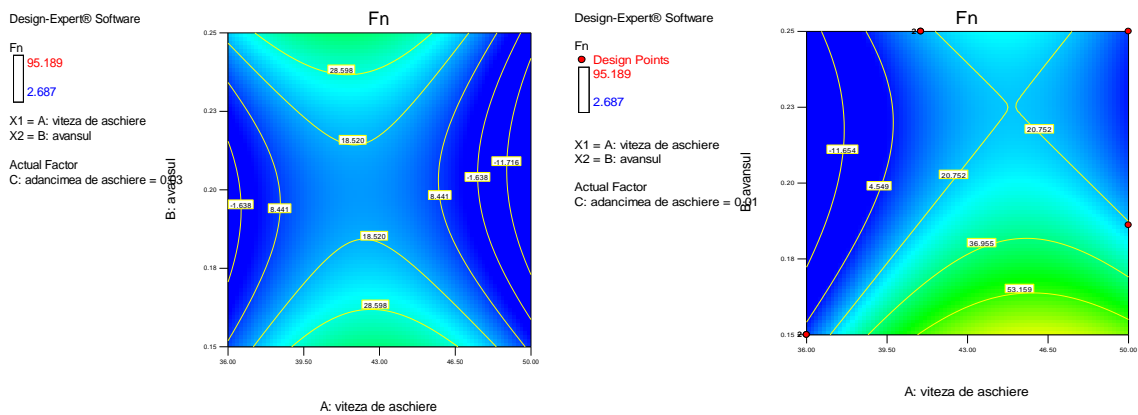 Design-Expert® Software
Fn
95.189
2.687
X1 = A: viteza de aschiere
X2 = B: avansul
Actual Factor
C: adancimea de aschiere = 0.03
Fn
B: avansul
0.25
0.23
0.20
0.18
0.15
28.598
18.520
-11.716
-1.638
-1.638
8.441
8.441
18.520
28.598
36.00
39.50
43.00
46.50
50.00
A: viteza de aschiere
Design-Expert® Software
Fn
Design Points
95.189
2.687
X1 = A: viteza de aschiere
X2 = B: avansul
Actual Factor
C: adancimea de aschiere = 0.01
Fn
B: avansul
0.25
0.23
0.20
0.18
0.15
2
20.752
-11.654
4.549
20.752
36.955
53.159
2
36.00
39.50
43.00
46.50
50.00
A: viteza de aschiere